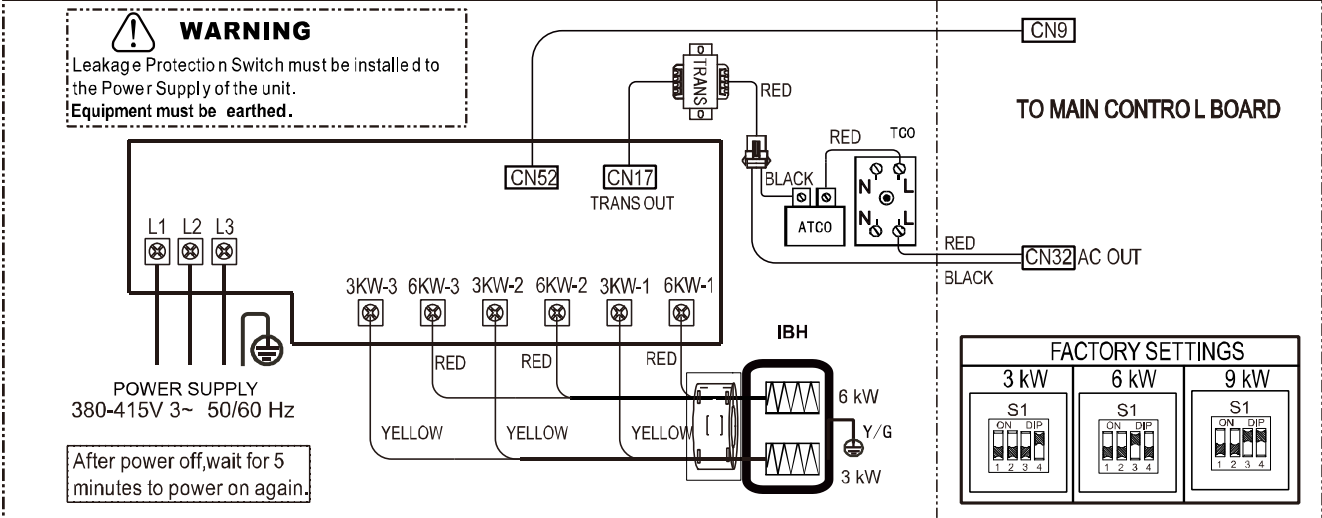 WARNING
Leakage Protection Switch must be installed to
the Power Supply of the unit.
Equipment must be earthed.
CN9
TO MAIN CONTROL BOARD
TRANS
RED
RED
TCO
CN52
CN17
TRANS OUT
BLACK
N
L
N
L
ATCO
RED
BLACK
CN32
AC OUT
L1
L2
L3
3KW-3
6KW-3
3KW-2
6KW-2
3KW-1
6KW-1
IBH
RED
RED
RED
6 kW
Y/G
3 kW
YELLOW
YELLOW
YELLOW
POWER SUPPLY
380-415V 3~ 50/60 Hz
After power off,wait for 5
minutes to power on again.
FACTORY SETTINGS
3 kW
6 kW
9 kW
S1
ON DIP
1 2 3 4
S1
ON DIP
1 2 3 4
S1
ON DIP
1 2 3 4